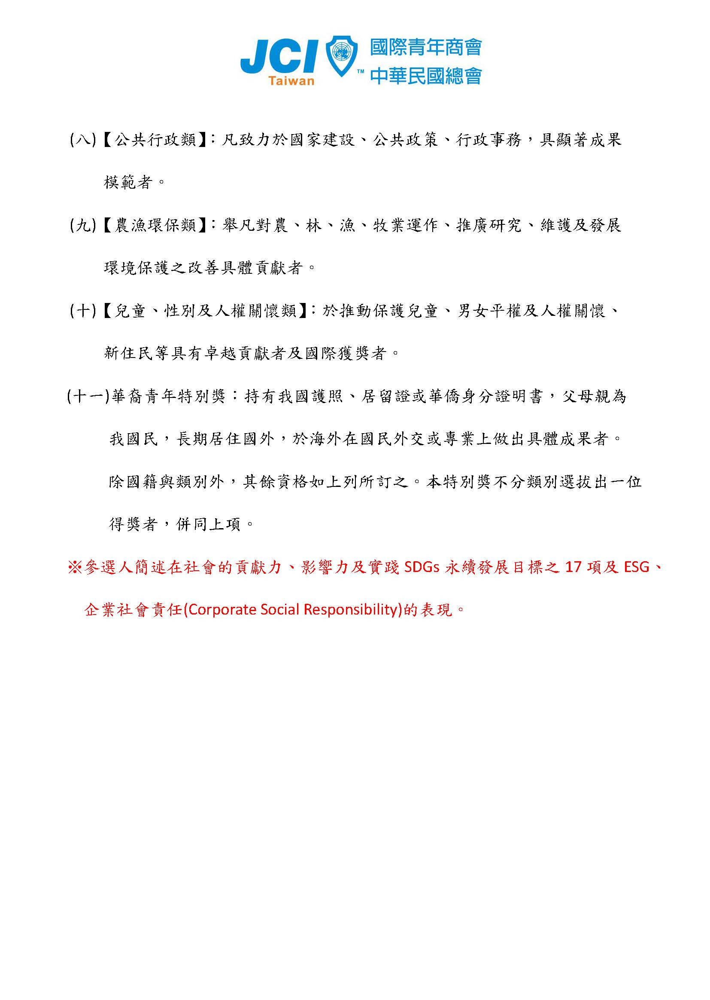 JCI
Taiwan
TM
國際青年商會
中華民國總會
(八)【公共行政類】：凡致力於國家建設、公共政策、行政事務，具顯著成果
模範者。
(九)【農漁環保類】：舉凡對農、林、漁、牧業運作、推廣研究、維護及發展
環境保護之改善具體貢獻者。
(十)【兒童、性別及人權關懷類】：於推動保護兒童、男女平權及人權關懷、
新住民等具有卓越貢獻者及國際獲獎者。
(十一)華裔青年特別獎：持有我國護照、居留證或華僑身分證明書，父母親為
我國民，長期居住國外，於海外在國民外交或專業上做出具體成果者。
除國籍與類別外，其餘資格如上列所訂之。本特別獎不分類別選拔出一位
得獎者，併同上項。
※參選人簡述在社會的貢獻力、影響力及實踐 SDGs 永續發展目標之 17 項及 ESG、
企業社會責任(Corporate Social Responsibility)的表現。